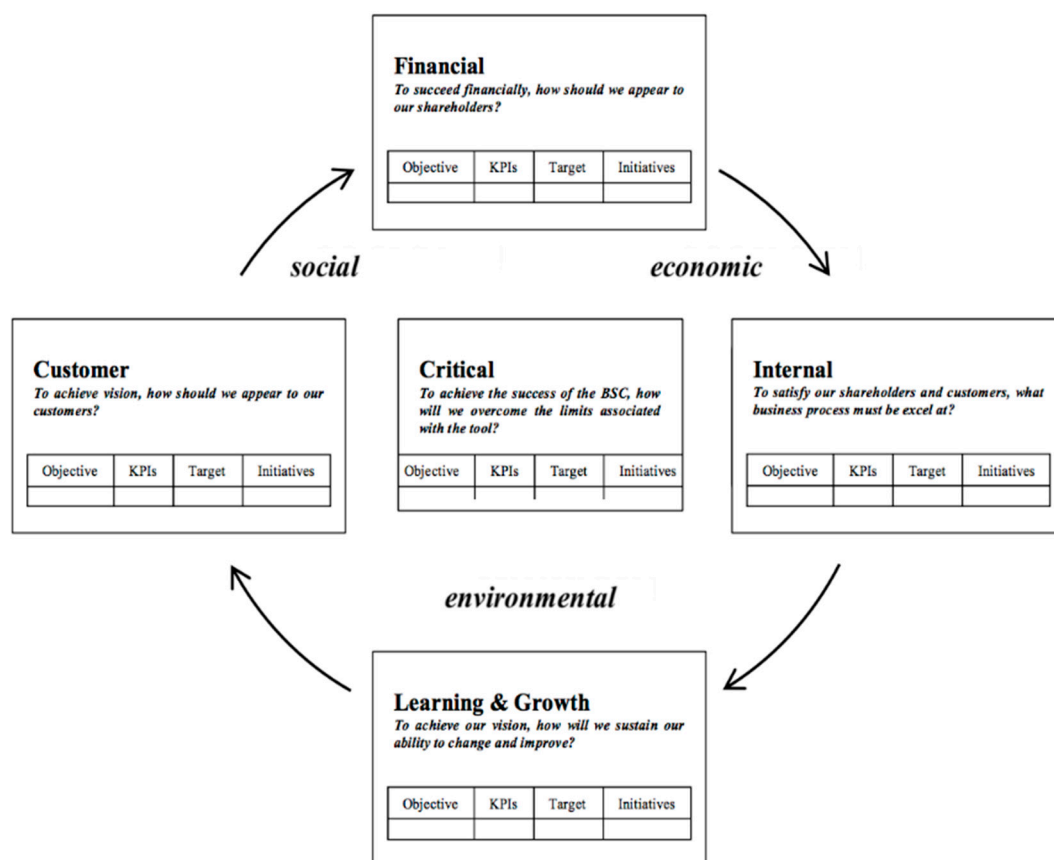 Financial
To succeed financially, how should we appear to
our shareholders?
Objective KPIs Target Initiatives
social
economic
Customer
To achieve vision, how should we appear to our
customers?
Objective KPIs Target Initiatives
Critical
To achieve the success of the BSC, how
will we overcome the limits associated
with the tool?
Objective KPIs Target Initiatives
Internal
To satisfy our shareholders and customers, what
business process must be excel at?
Objective KPIs Target Initiatives
environmental
Learning & Growth
To achieve our vision, how will we sustain our
ability to change and improve?
Objective KPIs Target Initiatives